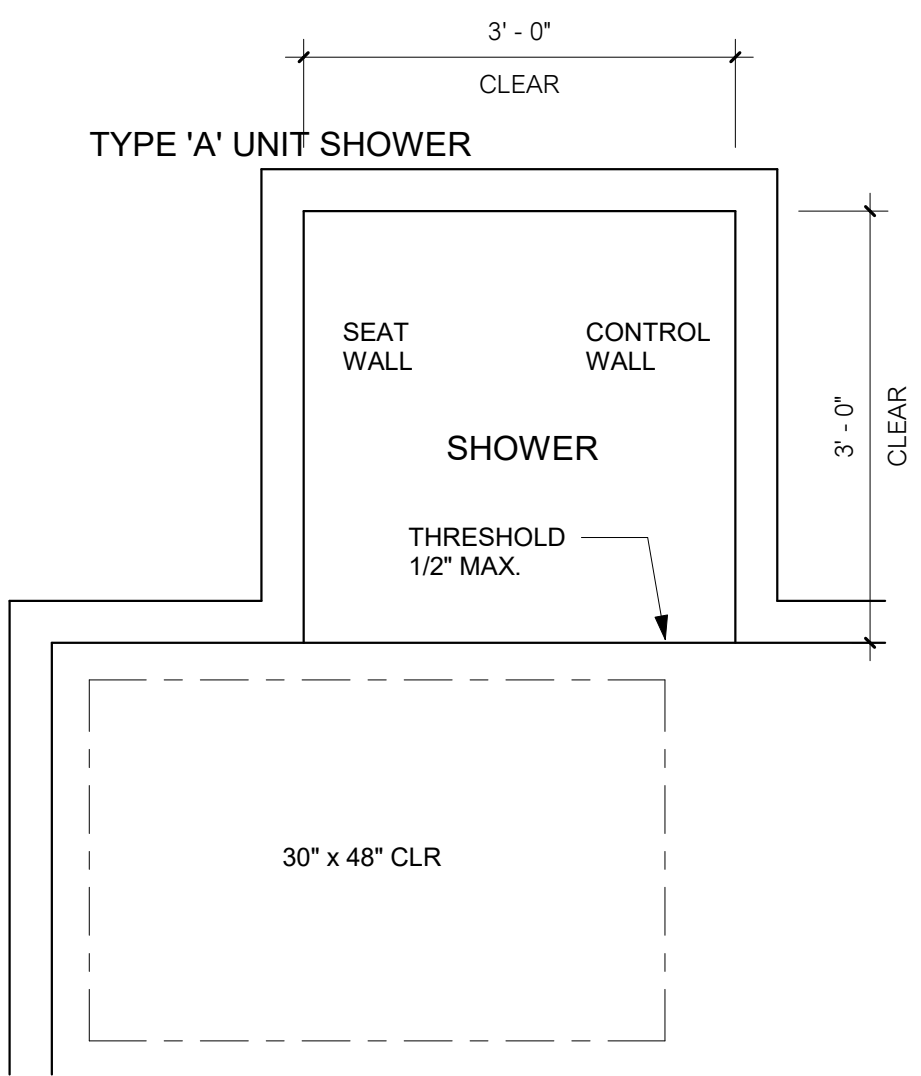 3' - 0"
CLEAR
TYPE 'A' UNIT SHOWER
SEAT
WALL
CONTROL
WALL
3' - 0"
CLEAR
SHOWER
THRESHOLD
1/2" MAX.
30" x 48" CLR